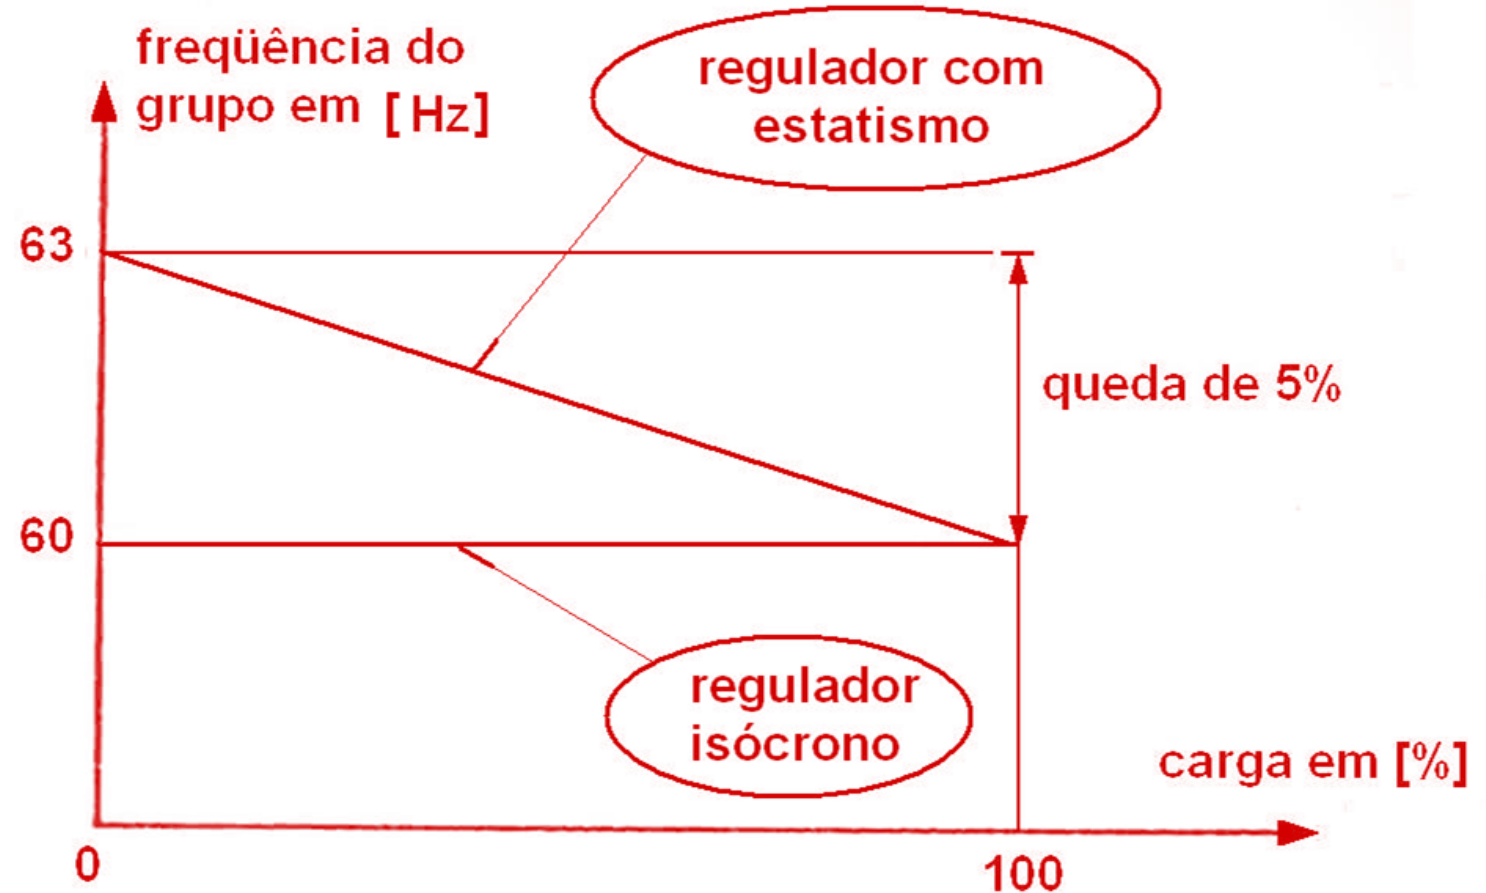 freqüência do
grupo em [Hz]
regulador com
estatismo
63
queda de 5%
60
regulador
isócrono
carga em [%]
0
100